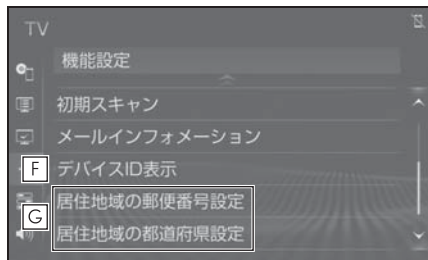 TV
機能設定
初期スキャン
メールインフォメーション
F デバイスID表示
居住地域の郵便番号設定
G
居住地域の都道府県設定